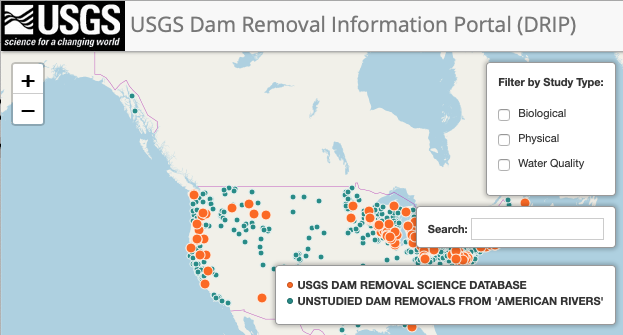 USGS
science for a changing world
USGS Dam Removal Information Portal (DRIP)
+
−
Filter by Study Type:
Biological
Physical
Water Quality
Search:
USGS DAM REMOVAL SCIENCE DATABASE
UNSTUDIED DAM REMOVALS FROM 'AMERICAN RIVERS'